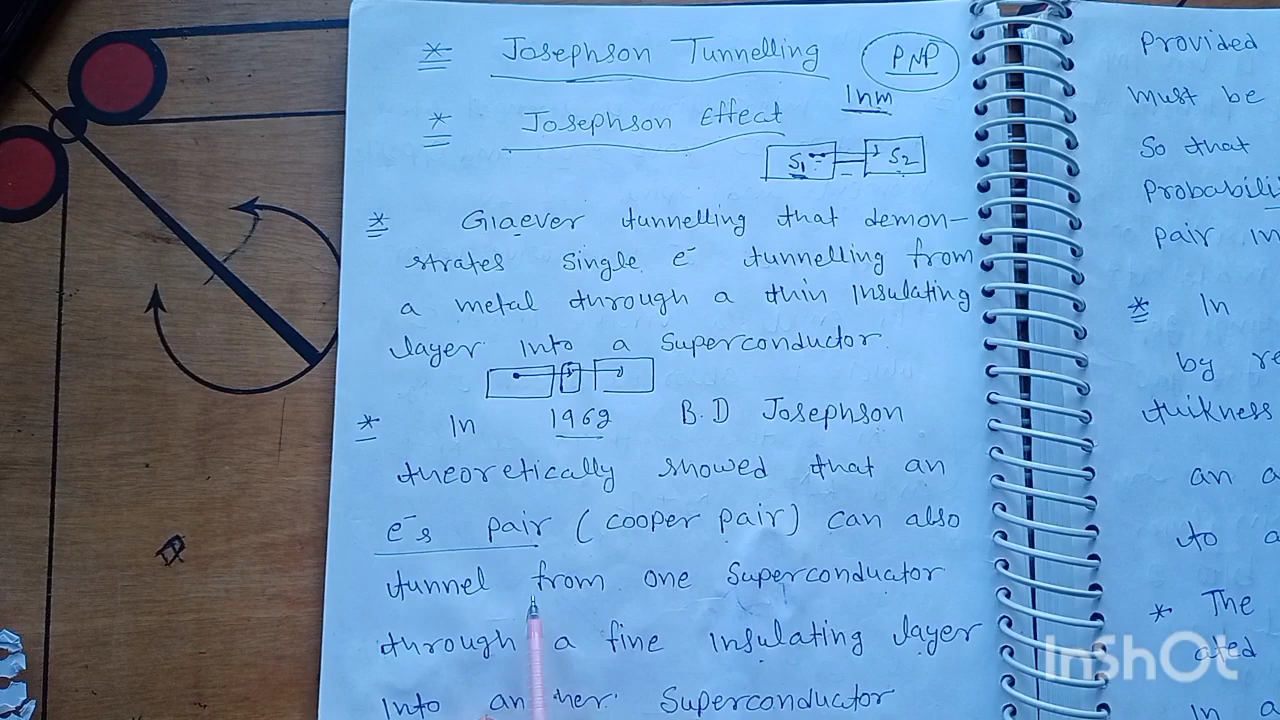 * Josephson Tunnelling
PNP
1nm
* Josephson Effect
S1 S2
* Giaever tunnelling that demon-
strates single e- tunnelling from
a metal through a thin insulating
layer into a superconductor.
* In 1962 B.D Josephson
theoretically showed that an
e-s pair (cooper pair) can also
tunnel from one superconductor
through a fine insulating layer
into another superconductor
Provided
must be
So that
pair in
* In
by re
thikness
an a
to a
* The
ated
In a
InShOt